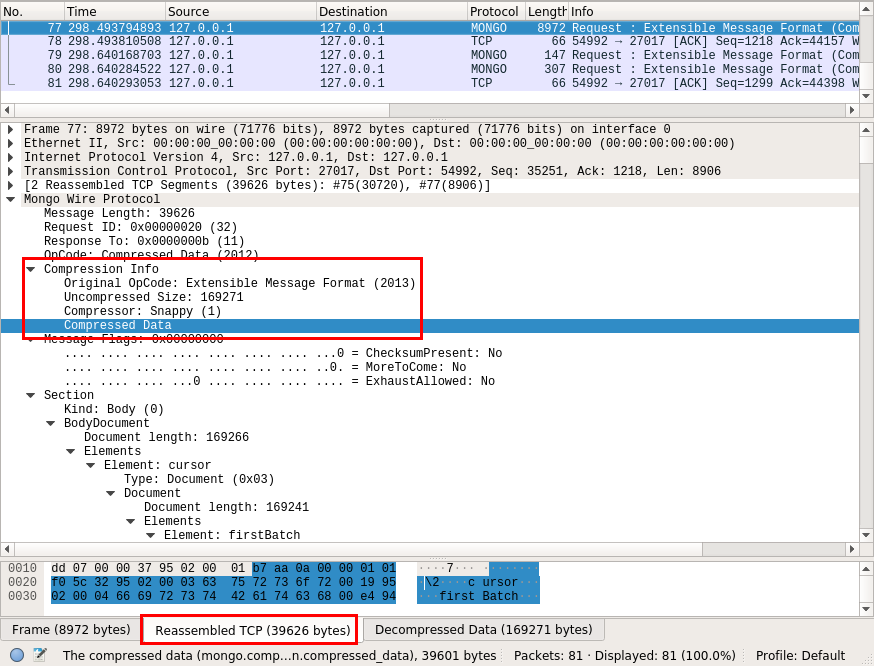 No. Time Source Destination Protocol Length Info
77 298.493794893 127.0.0.1 127.0.0.1 MONGO 8972 Request : Extensible Message Format (Com
78 298.493810508 127.0.0.1 127.0.0.1 TCP 66 54992 → 27017 [ACK] Seq=1218 Ack=44157 W
79 298.640168703 127.0.0.1 127.0.0.1 MONGO 147 Request : Extensible Message Format (Com
80 298.640284522 127.0.0.1 127.0.0.1 MONGO 307 Request : Extensible Message Format (Com
81 298.640293053 127.0.0.1 127.0.0.1 TCP 66 54992 → 27017 [ACK] Seq=1299 Ack=44398 W
Frame 77: 8972 bytes on wire (71776 bits), 8972 bytes captured (71776 bits) on interface 0
Ethernet II, Src: 00:00:00_00:00:00 (00:00:00:00:00:00), Dst: 00:00:00_00:00:00 (00:00:00:00:00:00)
Internet Protocol Version 4, Src: 127.0.0.1, Dst: 127.0.0.1
Transmission Control Protocol, Src Port: 27017, Dst Port: 54992, Seq: 35251, Ack: 1218, Len: 8906
[2 Reassembled TCP Segments (39626 bytes): #75(30720), #77(8906)]
Mongo Wire Protocol
Message Length: 39626
Request ID: 0x00000020 (32)
Response To: 0x0000000b (11)
OpCode: Compressed Data (2012)
Compression Info
Original OpCode: Extensible Message Format (2013)
Uncompressed Size: 169271
Compressor: Snappy (1)
Compressed Data
Message Flags: 0x00000000
.... .... .... .... .... .... .... ...0 = ChecksumPresent: No
.... .... .... .... .... .... .... ..0. = MoreToCome: No
.... .... .... ...0 .... .... .... .... = ExhaustAllowed: No
Section
Kind: Body (0)
BodyDocument
Document length: 169266
Elements
Element: cursor
Type: Document (0x03)
Document
Document length: 169241
Elements
Element: firstBatch
0010 dd 07 00 00 37 95 02 00 01 b7 aa 0a 00 00 01 01 ····7··· ········
0020 f0 5c 32 95 02 00 03 63 75 72 73 6f 72 00 19 95 ·\2····c ursor···
0030 02 00 04 66 69 72 73 74 42 61 74 63 68 00 e4 94 ···first Batch···
Frame (8972 bytes) Reassembled TCP (39626 bytes) Decompressed Data (169271 bytes)
The compressed data (mongo.comp…n.compressed_data), 39601 bytes Packets: 81 · Displayed: 81 (100.0%) Profile: Default